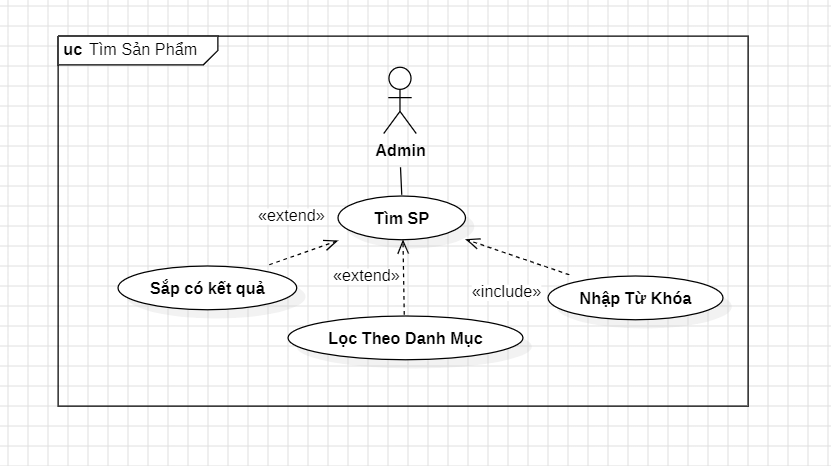 uc Tìm Sản Phẩm
Admin
Tìm SP
«extend»
«extend»
«include»
Sắp có kết quả
Nhập Từ Khóa
Lọc Theo Danh Mục